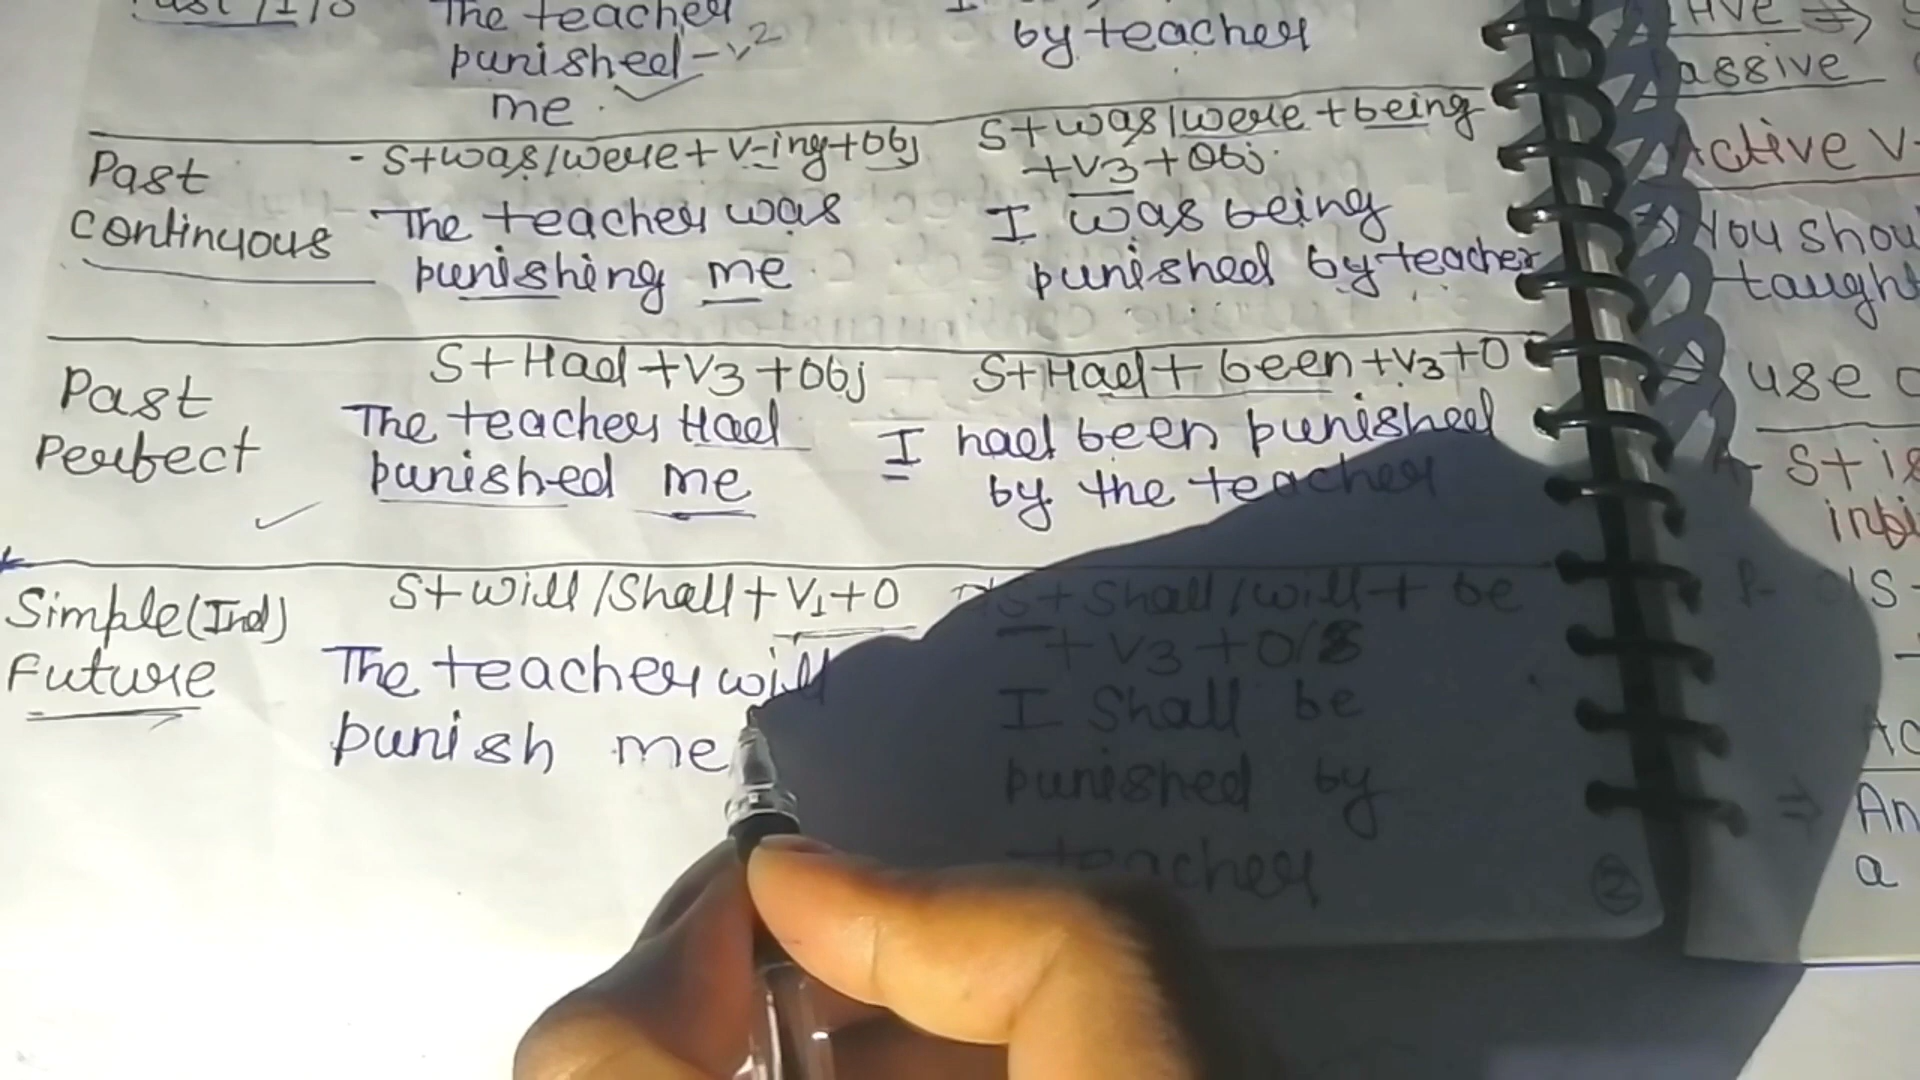 The teacher
punished - v2
me.
by teacher
Past
Continuous
- S+was/were+v-ing+Obj
The teacher was
punishing me
S+was/were+being
+v3+Obj.
I was being
punished by teacher
Past
Perfect
S+Had+v3+Obj
The teacher Had
punished me
S+Had+been+v3+O
I had been punished
by the teacher
Simple(Ind)
Future
S+will/Shall+V1+O
The teacher will
punish me
S+Shall/will+be
+v3+O/S
I Shall be
punished by
teacher
2
assive
Active V
You shou
taught
use
S+is
An
a